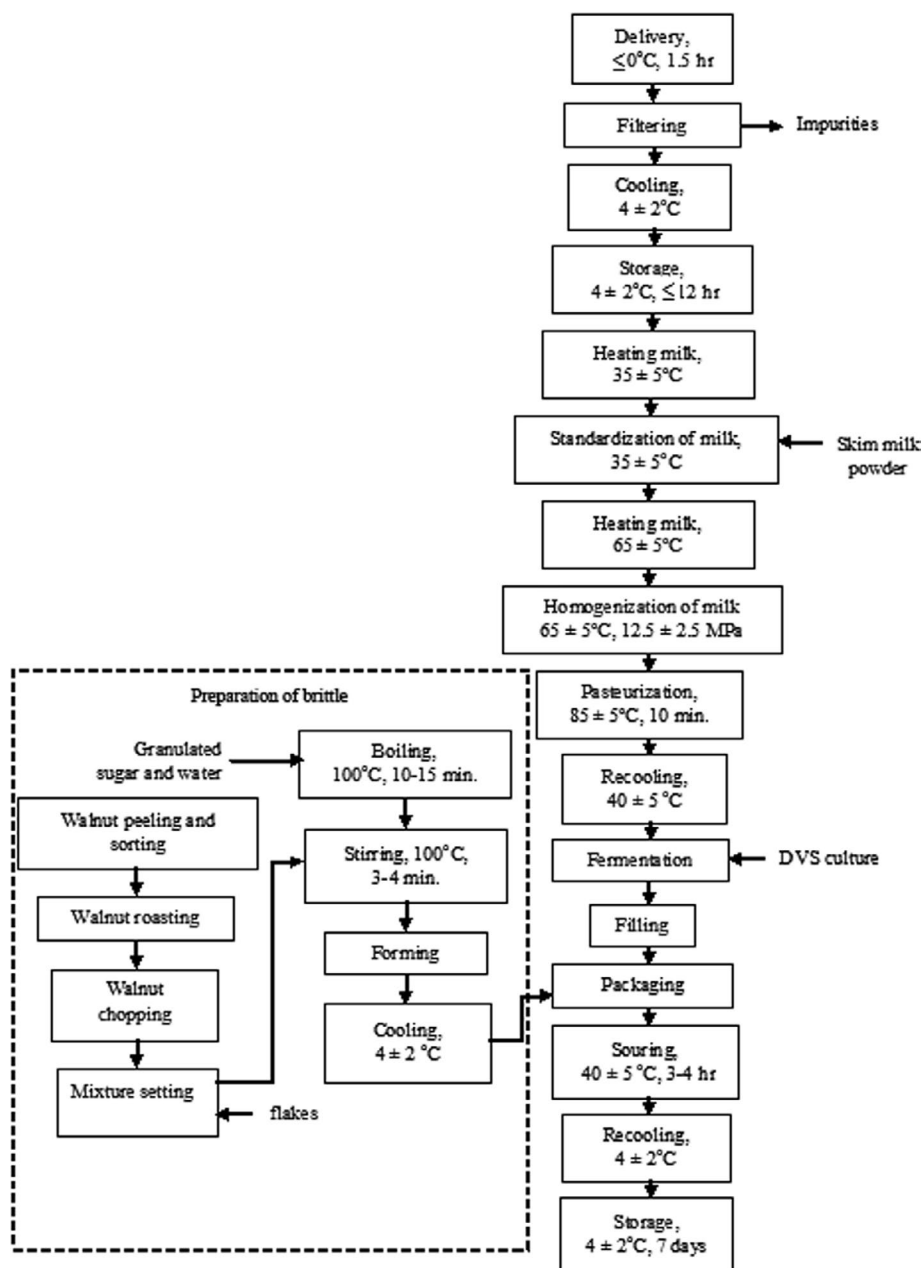 Delivery,
≤0°C, 1.5 hr
Filtering
Impurities
Cooling,
4 ± 2°C
Storage,
4 ± 2°C, ≤12 hr
Heating milk,
35 ± 5°C
Standardization of milk,
35 ± 5°C
Skim milk
powder
Heating milk,
65 ± 5°C
Homogenization of milk
65 ± 5°C, 12.5 ± 2.5 MPa
Pasteurization,
85 ± 5°C, 10 min.
Recooling,
40 ± 5 °C
Fermentation
DVS culture
Filling
Packaging
Souring,
40 ± 5 °C, 3-4 hr
Recooling,
4 ± 2°C
Storage,
4 ± 2°C, 7 days
Preparation of brittle
Granulated
sugar and water
Boiling,
100°C, 10-15 min.
Walnut peeling and
sorting
Stirring, 100°C,
3-4 min.
Walnut roasting
Forming
Walnut
chopping
Cooling,
4 ± 2 °C
Mixture setting
flakes